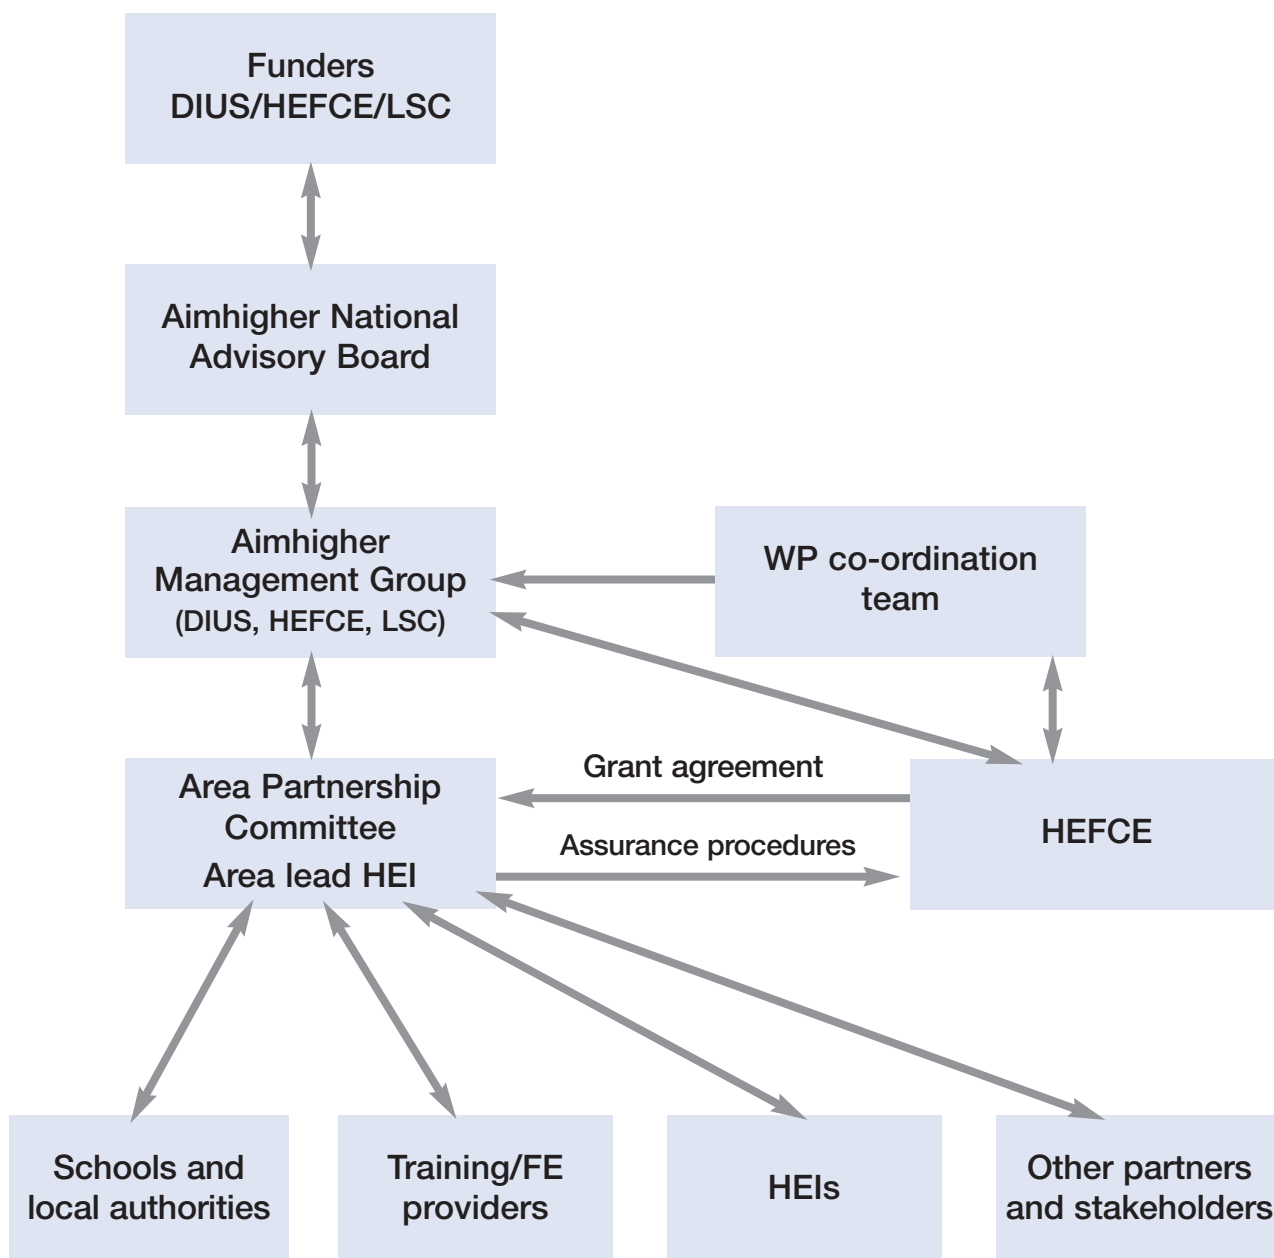 Funders
DIUS/HEFCE/LSC
Aimhigher National
Advisory Board
Aimhigher
Management Group
(DIUS, HEFCE, LSC)
WP co-ordination
team
Area Partnership
Committee
Area lead HEI
Grant agreement
Assurance procedures
HEFCE
Schools and
local authorities
Training/FE
providers
HEIs
Other partners
and stakeholders